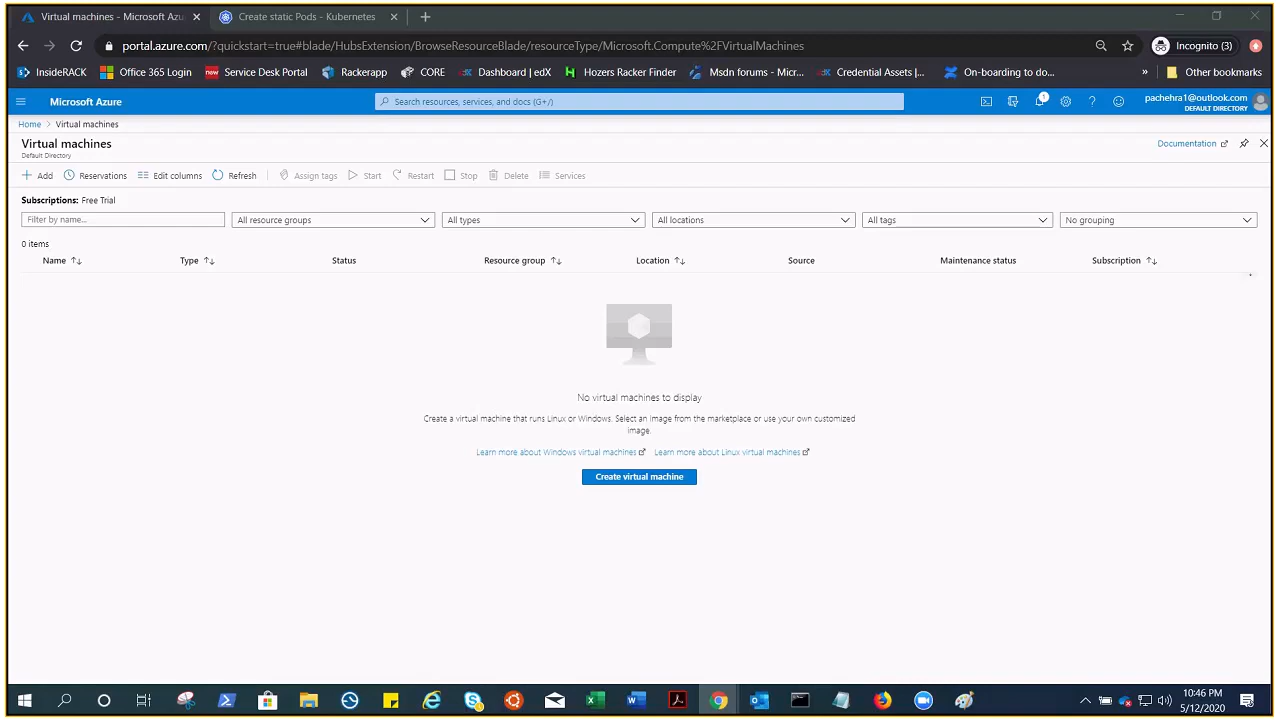 Virtual machines - Microsoft Azu
Create static Pods - Kubernetes
Incognito (3)
portal.azure.com/?quickstart=true#blade/HubsExtension/BrowseResourceBlade/resourceType/Microsoft.Compute%2FVirtualMachines
InsideRACK
Office 365 Login
new
Service Desk Portal
Rackerapp
CORE
Dashboard | edX
Hozers Racker Finder
Msdn forums - Micr...
Credential Assets |...
On-boarding to do...
»
Other bookmarks
Microsoft Azure
Search resources, services, and docs (G+/)
1
pachehra1@outlook.com
DEFAULT DIRECTORY
Home > Virtual machines
Virtual machines
Default Directory
Documentation
Add
Reservations
Edit columns
Refresh
Assign tags
Start
Restart
Stop
Delete
Services
Subscriptions: Free Trial
Filter by name...
All resource groups
All types
All locations
All tags
No grouping
0 items
Name
Type
Status
Resource group
Location
Source
Maintenance status
Subscription
No virtual machines to display
Create a virtual machine that runs Linux or Windows. Select an image from the marketplace or use your own customized
image.
Learn more about Windows virtual machines
Learn more about Linux virtual machines
Create virtual machine
10:46 PM
5/12/2020